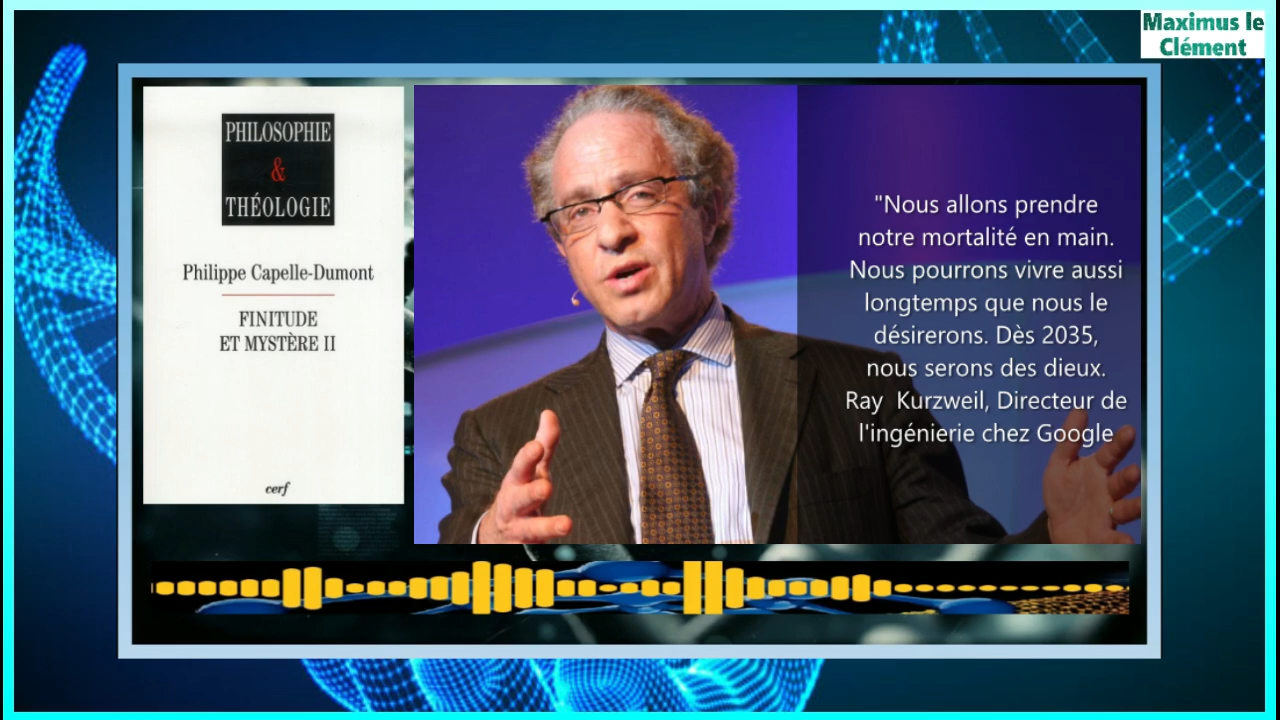 Maximus le
Clément
PHILOSOPHIE
&
THÉOLOGIE
Philippe Capelle-Dumont
FINITUDE
ET MYSTÈRE II
cerf
"Nous allons prendre
notre mortalité en main.
Nous pourrons vivre aussi
longtemps que nous le
désirerons. Dès 2035,
nous serons des dieux.
Ray Kurzweil, Directeur de
l'ingénierie chez Google